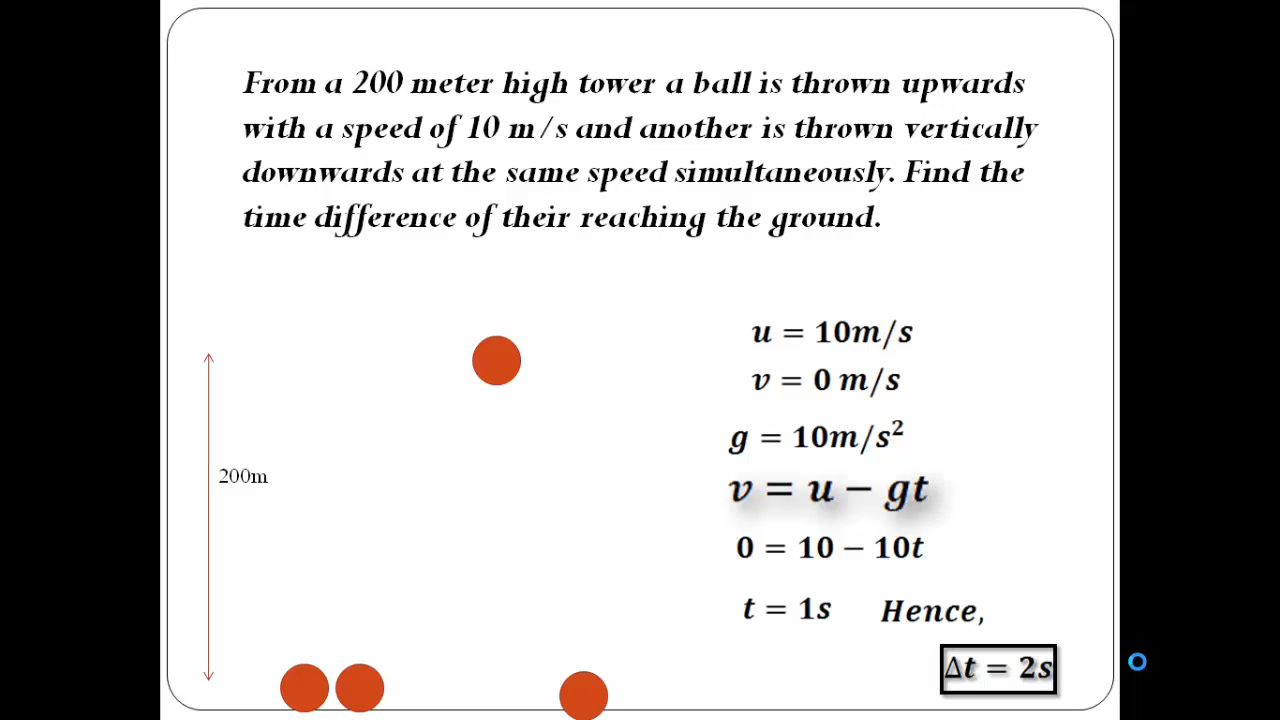 From a 200 meter high tower a ball is thrown upwards
with a speed of 10 m/s and another is thrown vertically
downwards at the same speed simultaneously. Find the
time difference of their reaching the ground.
u = 10m/s
v = 0 m/s
g = 10m/s²
200m
v = u − gt
0 = 10 − 10t
t = 1s Hence,
Δt = 2s